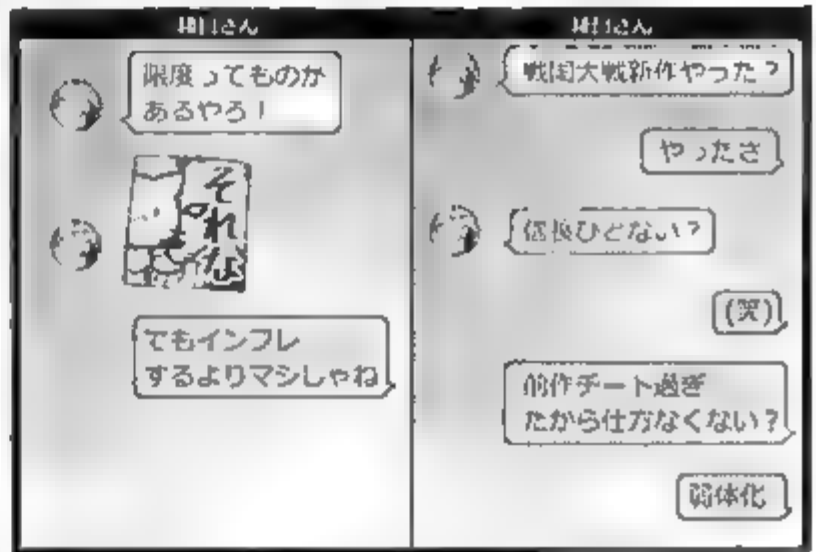 戦国大戦新作やった？
やったさ
信長ひどない？
(笑)
前作チート過ぎ
だから仕方なくない？
弱体化
限度ってものが
あるやろ！
それな
でもインフレ
するよりマシじゃね